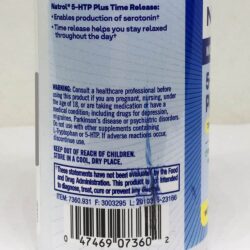 Natrol® 5-HTP Plus Time Release:
• Enables production of serotonin†
• Time release helps you stay relaxed
throughout the day†
WARNING: Consult a healthcare professional before
using this product if you are pregnant, nursing, under
the age of 18, or are taking medication or have a
medical condition, including drugs for depression,
migraines, Parkinson's disease or psychiatric disorders.
Do not use with other supplements containing
L-Tryptophan or 5-HTP. If adverse reactions occur,
KEEP OUT OF REACH OF CHILDREN.
STORE IN A COOL, DRY PLACE.
†These statements have not been evaluated by the Food
and Drug Administration. This product is not intended
to diagnose, treat, cure or prevent any disease.
ITEM: 7360.931 F: 3003295
0 47469 07360 2
N
5
P